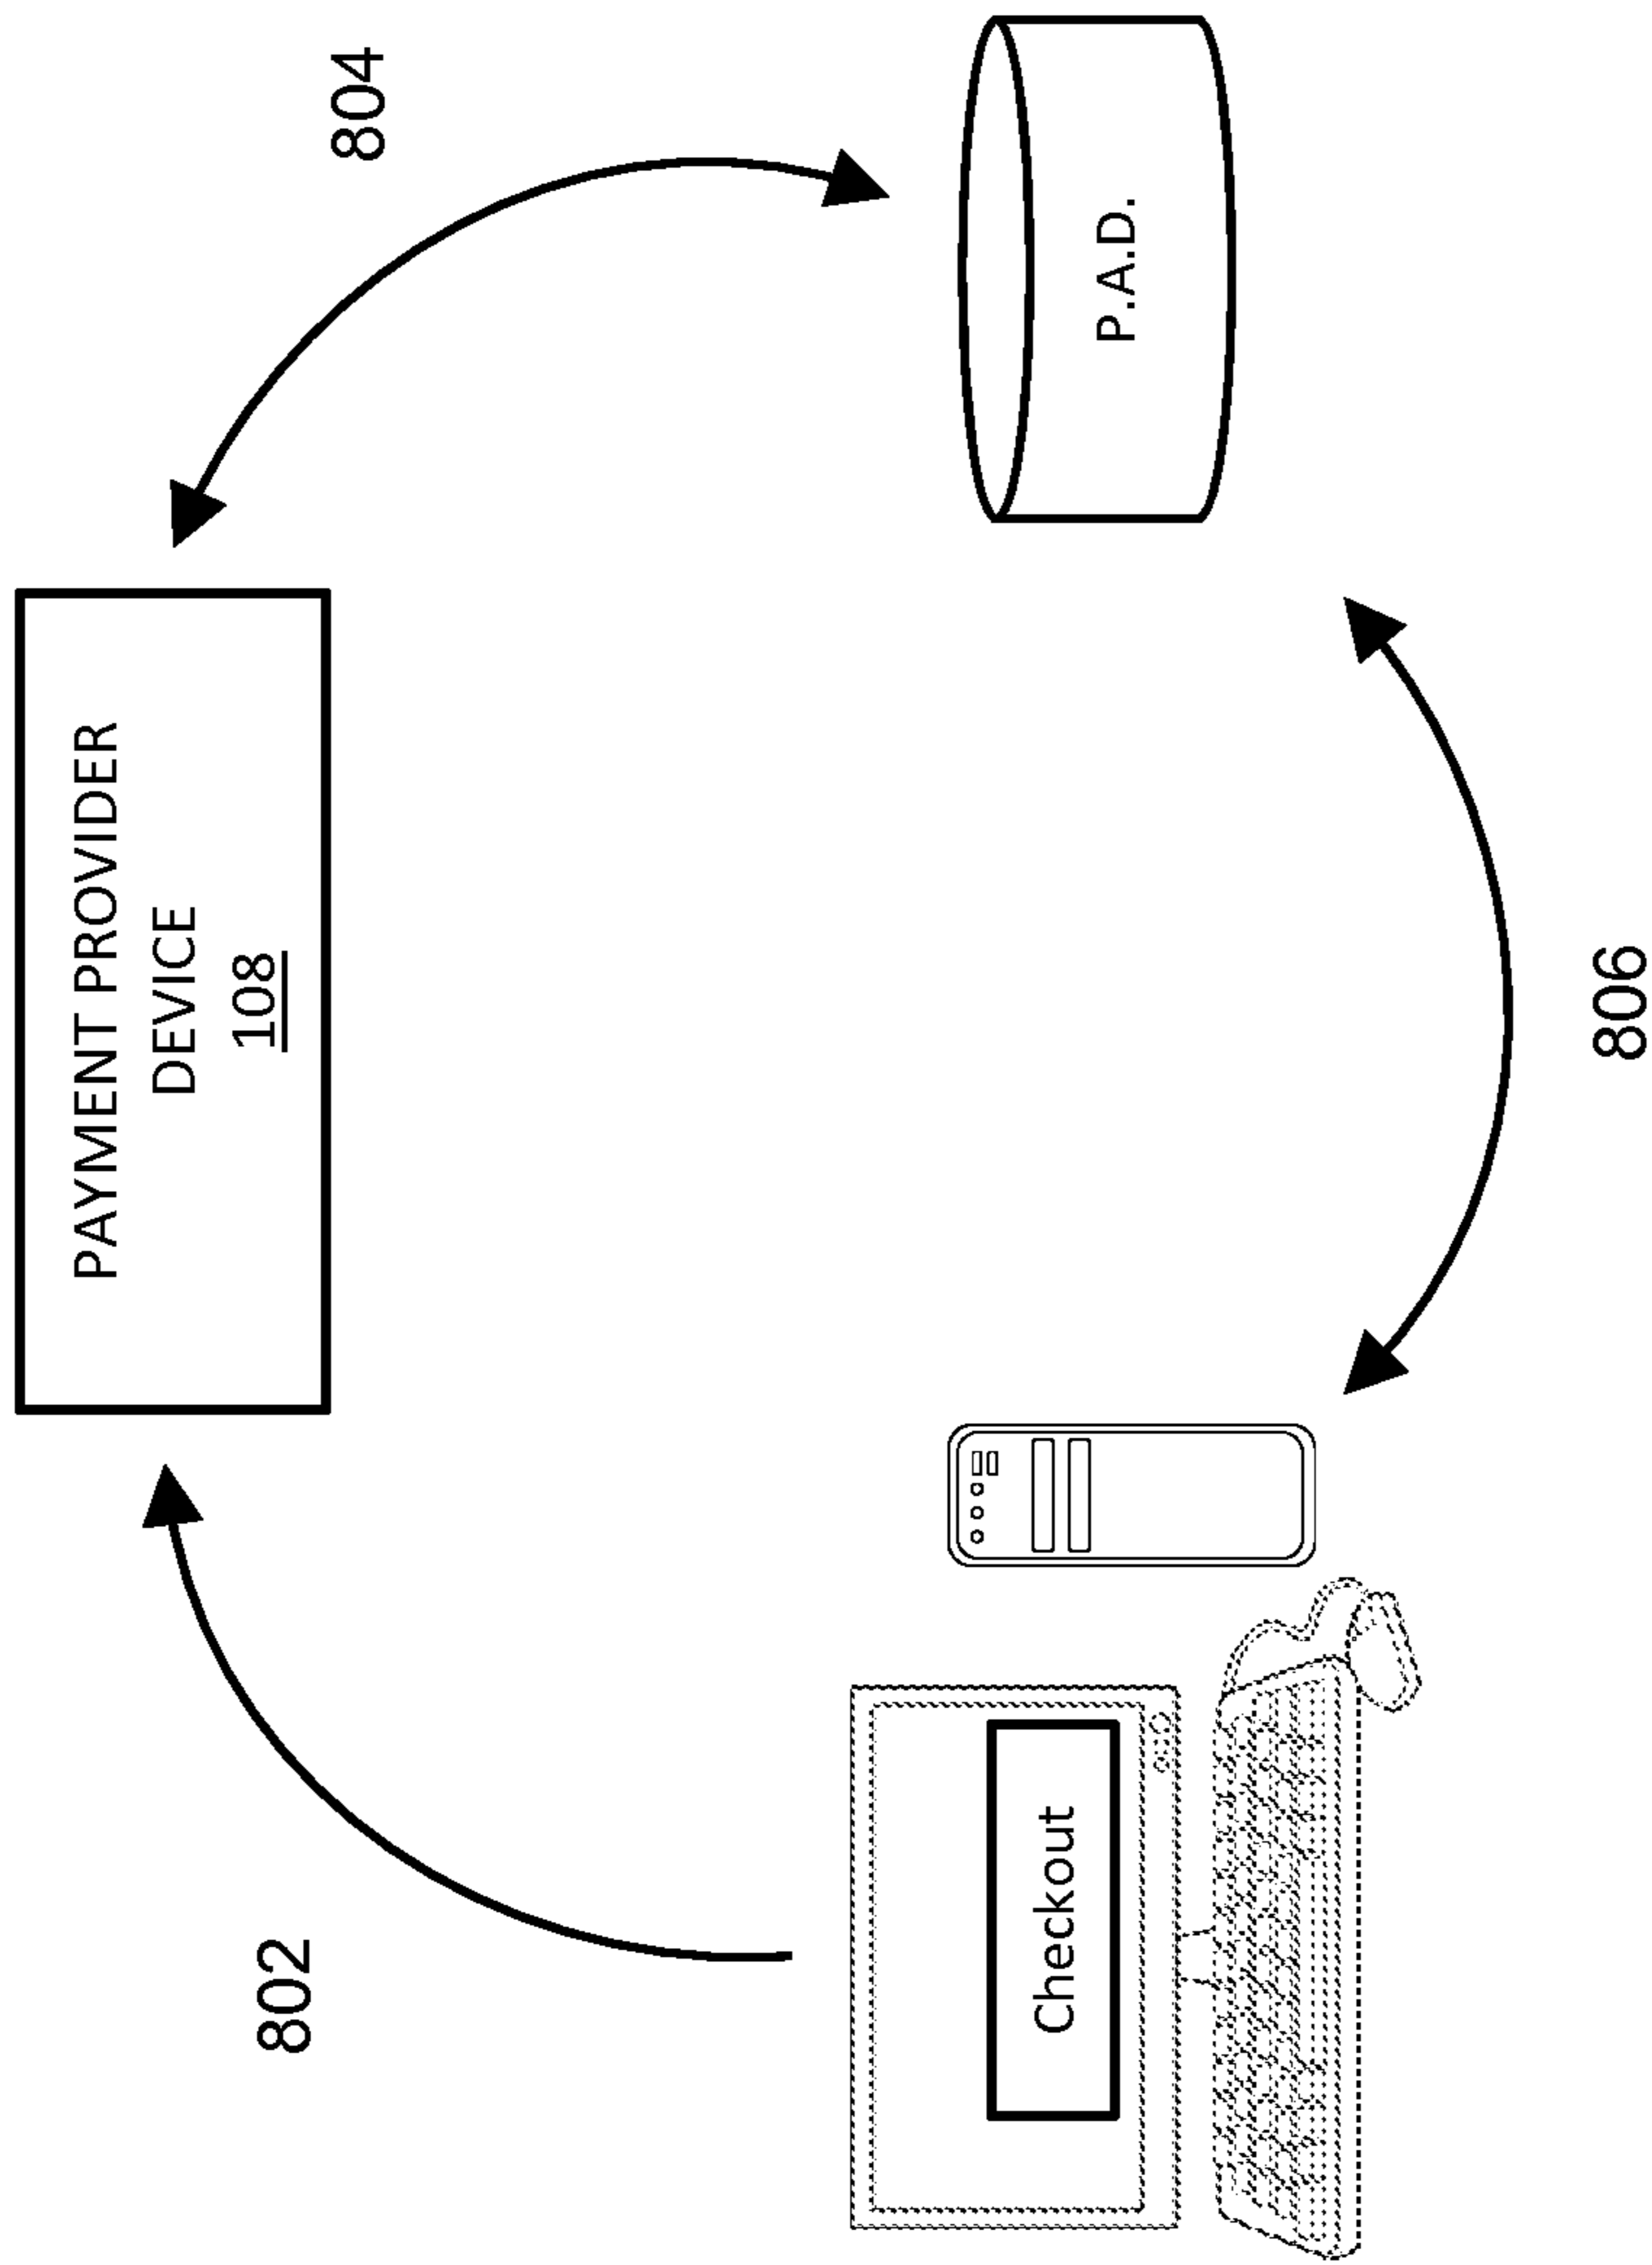 PAYMENT PROVIDER
DEVICE
108
802
804
Checkout
P.A.D.
806